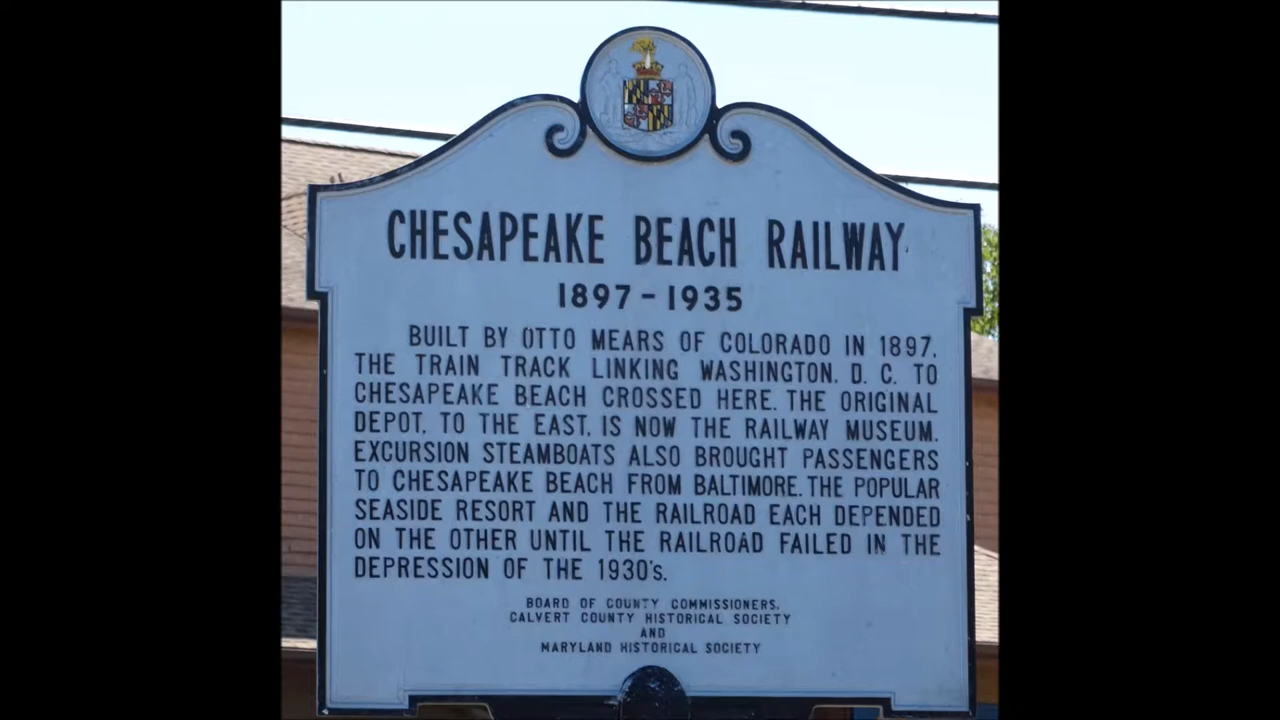 CHESAPEAKE BEACH RAILWAY
1897-1935
BUILT BY OTTO MEARS OF COLORADO IN 1897,
THE TRAIN TRACK LINKING WASHINGTON, D. C. TO
CHESAPEAKE BEACH CROSSED HERE. THE ORIGINAL
DEPOT, TO THE EAST, IS NOW THE RAILWAY MUSEUM.
EXCURSION STEAMBOATS ALSO BROUGHT PASSENGERS
TO CHESAPEAKE BEACH FROM BALTIMORE. THE POPULAR
SEASIDE RESORT AND THE RAILROAD EACH DEPENDED
ON THE OTHER UNTIL THE RAILROAD FAILED IN THE
DEPRESSION OF THE 1930's.
BOARD OF COUNTY COMMISSIONERS,
CALVERT COUNTY HISTORICAL SOCIETY
AND
MARYLAND HISTORICAL SOCIETY